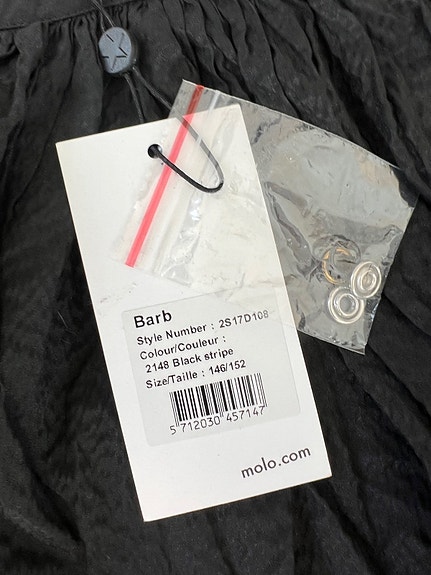 Barb
Style Number : 2S17D108
Colour/Couleur :
2148 Black stripe
Size/Taille : 146/152
5 712030 457147
molo.com